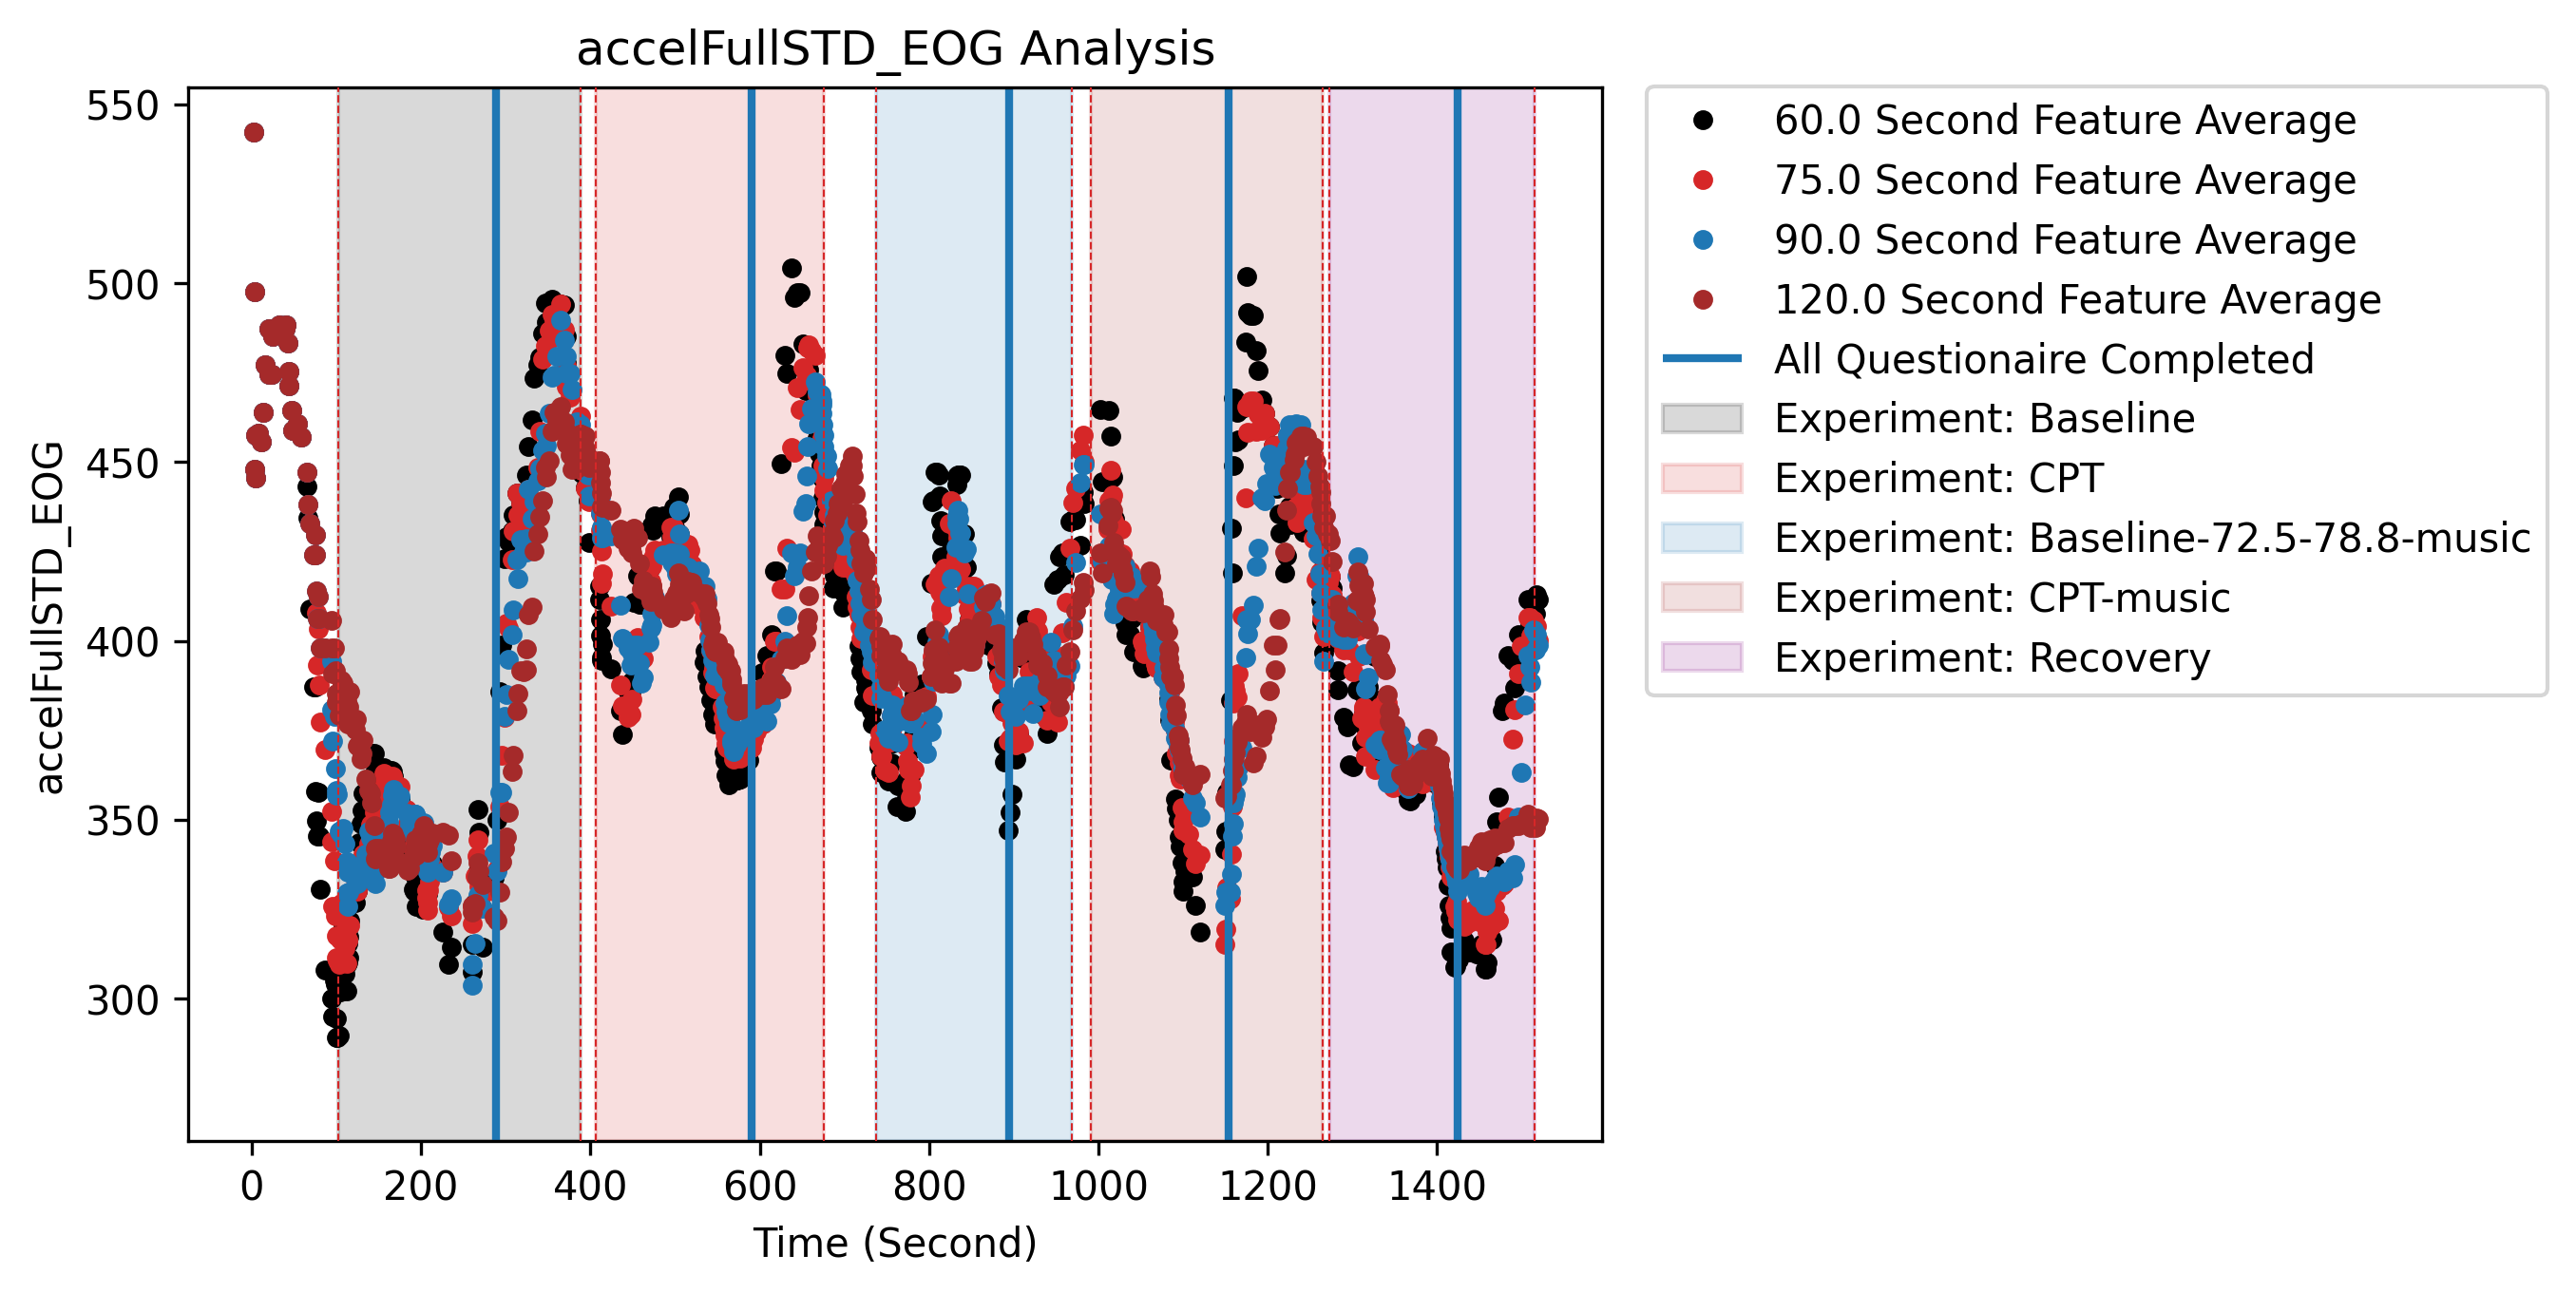 accelFullSTD_EOG Analysis
550
500
450
400
350
300
accelFullSTD_EOG
0 200 400 600 800 1000 1200 1400
Time (Second)
60.0 Second Feature Average
75.0 Second Feature Average
90.0 Second Feature Average
120.0 Second Feature Average
All Questionaire Completed
Experiment: Baseline
Experiment: CPT
Experiment: Baseline-72.5-78.8-music
Experiment: CPT-music
Experiment: Recovery